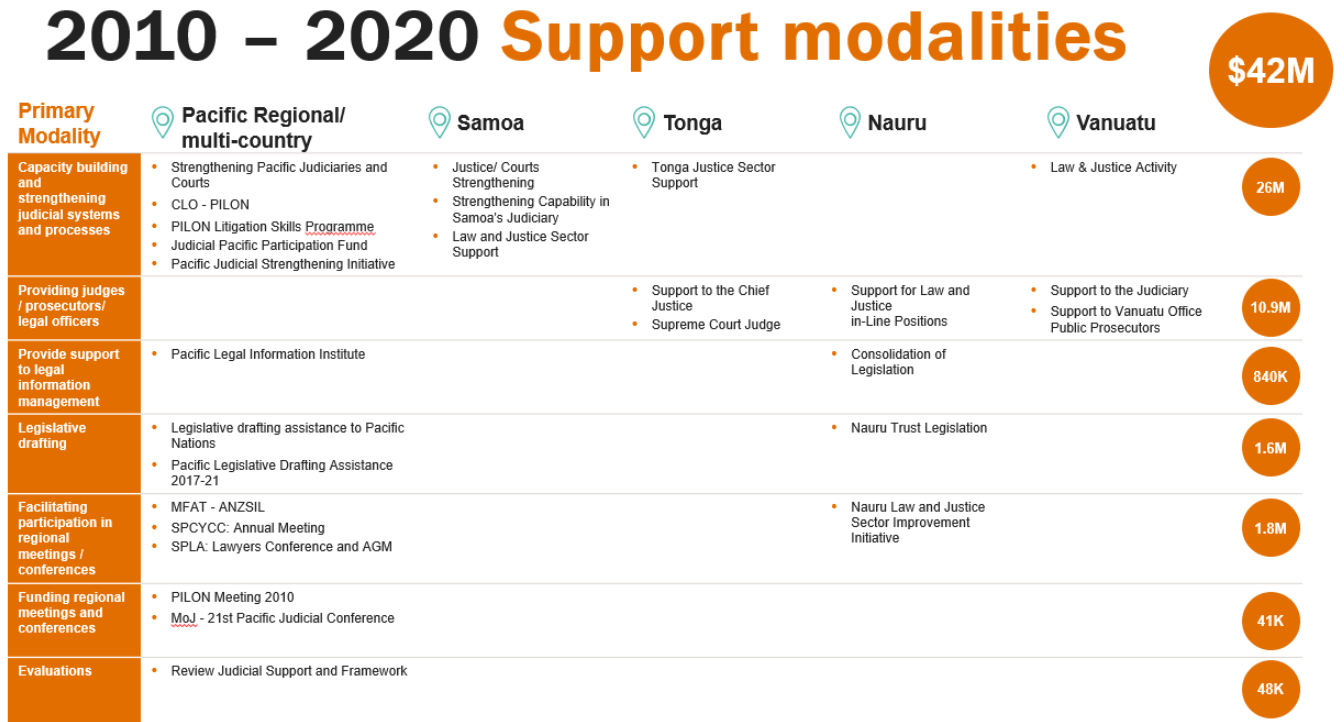 2010 – 2020 Support modalities
$42M
Primary
Modality
Pacific Regional/
multi-country
Samoa
Tonga
Nauru
Vanuatu
Capacity building
and
strengthening
judicial systems
and processes
• Strengthening Pacific Judiciaries and
Courts
• CLO - PILON
• PILON Litigation Skills Programme
• Judicial Pacific Participation Fund
• Pacific Judicial Strengthening Initiative
• Justice/ Courts
Strengthening
• Strengthening Capability in
Samoa's Judiciary
• Law and Justice Sector
Support
• Tonga Justice Sector
Support
• Law & Justice Activity
26M
Providing judges
/ prosecutors/
legal officers
• Support to the Chief
Justice
• Supreme Court Judge
• Support for Law and
Justice
in-Line Positions
• Support to the Judiciary
• Support to Vanuatu Office
Public Prosecutors
10.9M
Provide support
to legal
information
management
• Pacific Legal Information Institute
• Consolidation of
Legislation
840K
Legislative
drafting
• Legislative drafting assistance to Pacific
Nations
• Pacific Legislative Drafting Assistance
2017-21
• Nauru Trust Legislation
1.6M
Facilitating
participation in
regional
meetings /
conferences
• MFAT - ANZSIL
• SPCYCC: Annual Meeting
• SPLA: Lawyers Conference and AGM
• Nauru Law and Justice
Sector Improvement
Initiative
1.8M
Funding regional
meetings and
conferences
• PILON Meeting 2010
• MoJ - 21st Pacific Judicial Conference
41K
Evaluations
• Review Judicial Support and Framework
48K